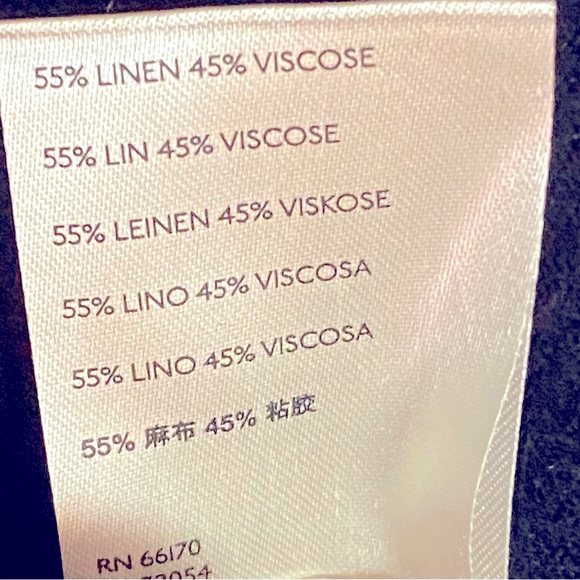 55% LINEN 45% VISCOSE
55% LIN 45% VISCOSE
55% LEINEN 45% VISKOSE
55% LINO 45% VISCOSA
55% LINO 45% VISCOSA
55% 麻布 45% 粘胶
RN 66170